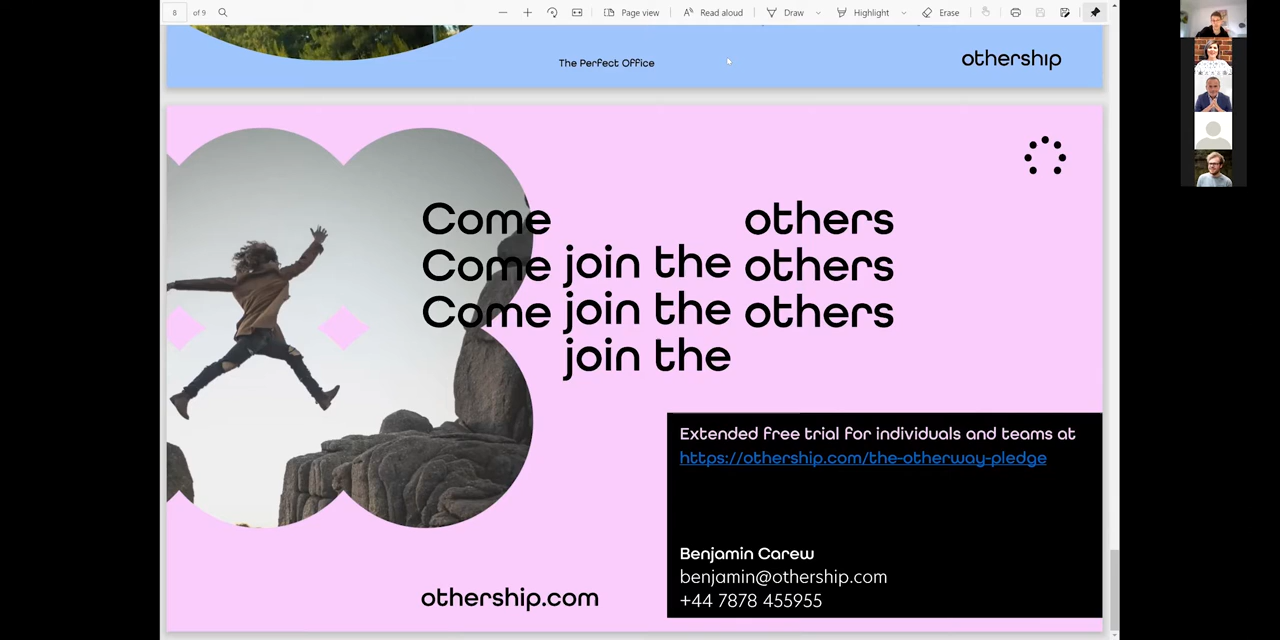 8
of 9
Page view
Read aloud
Draw
Highlight
Erase
The Perfect Office
othership
Come others
Come join the others
Come join the others
join the
Extended free trial for individuals and teams at
https://othership.com/the-otherway-pledge
Benjamin Carew
benjamin@othership.com
+44 7878 455955
othership.com